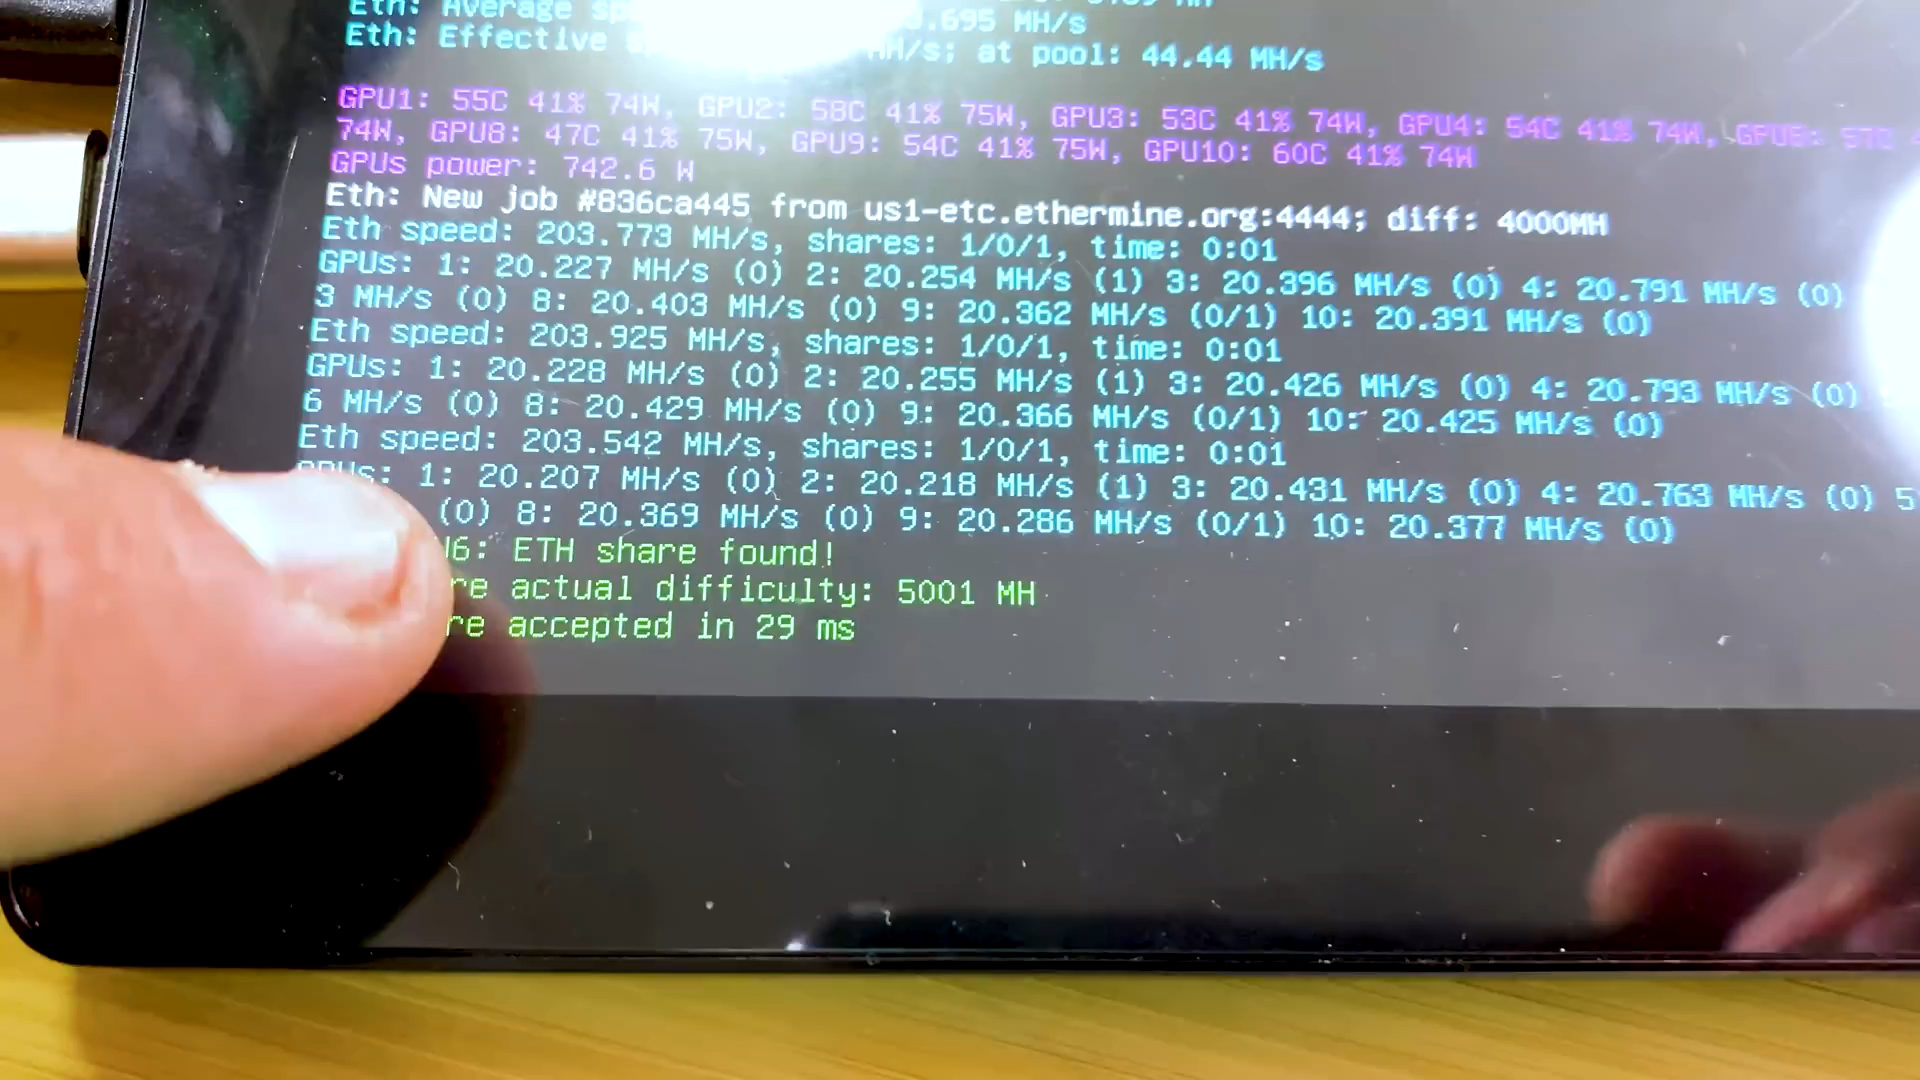 Eth: Average
.695 MH/s
Eth: Effective MH/s; at pool: 44.44 MH/s
GPU1: 55C 41% 74W, GPU2: 58C 41% 75W, GPU3: 53C 41% 74W, GPU4: 54C 41% 74W, GPU5: 57C
74W, GPU8: 47C 41% 75W, GPU9: 54C 41% 75W, GPU10: 60C 41% 74W
GPUs power: 742.6 W
Eth: New job #836ca445 from us1-etc.ethermine.org:4444; diff: 4000MH
Eth speed: 203.773 MH/s, shares: 1/0/1, time: 0:01
GPUs: 1: 20.227 MH/s (0) 2: 20.254 MH/s (1) 3: 20.396 MH/s (0) 4: 20.791 MH/s (0)
3 MH/s (0) 8: 20.403 MH/s (0) 9: 20.362 MH/s (0/1) 10: 20.391 MH/s (0)
Eth speed: 203.925 MH/s, shares: 1/0/1, time: 0:01
GPUs: 1: 20.228 MH/s (0) 2: 20.255 MH/s (1) 3: 20.426 MH/s (0) 4: 20.793 MH/s (0)
6 MH/s (0) 8: 20.429 MH/s (0) 9: 20.366 MH/s (0/1) 10: 20.425 MH/s (0)
Eth speed: 203.542 MH/s, shares: 1/0/1, time: 0:01
GPUs: 1: 20.207 MH/s (0) 2: 20.218 MH/s (1) 3: 20.431 MH/s (0) 4: 20.763 MH/s (0) 5
(0) 8: 20.369 MH/s (0) 9: 20.286 MH/s (0/1) 10: 20.377 MH/s (0)
6: ETH share found!
re actual difficulty: 5001 MH
re accepted in 29 ms